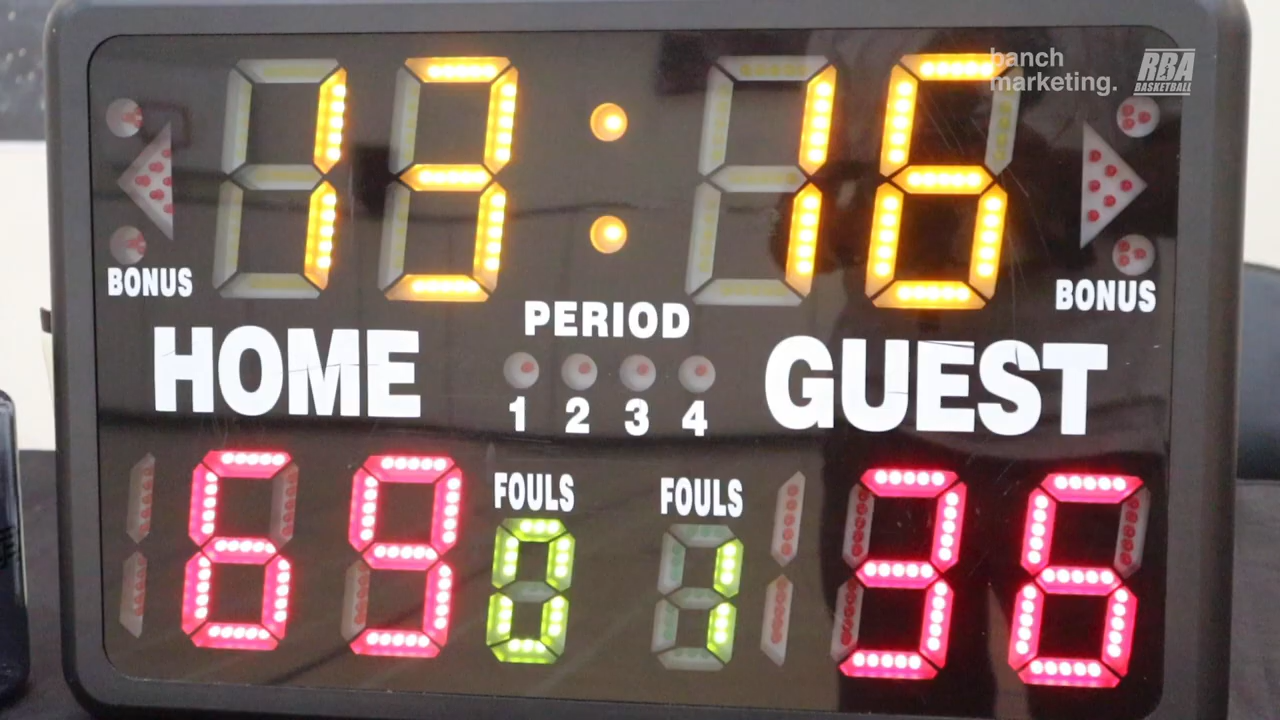 banch
marketing.
RBA
BASKETBALL
13:16
BONUS
BONUS
PERIOD
HOME
GUEST
1 2 3 4
FOULS
FOULS
69
0
1
36